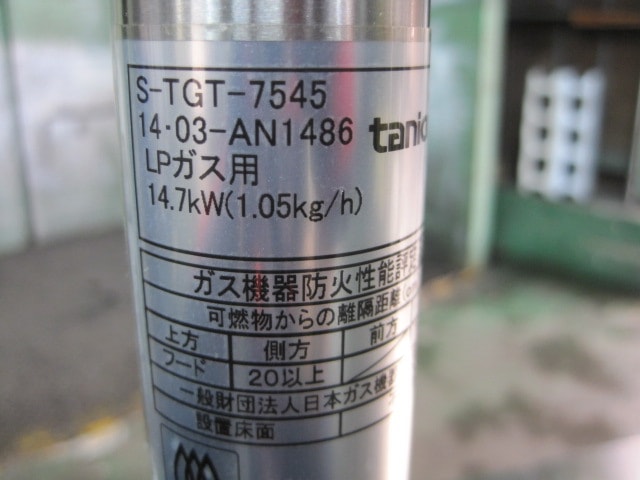 S-TGT-7545
14・03-AN1486 tanic
LPガス用
14.7kW(1.05kg/h)
ガス機器防火性能評
可燃物からの離隔距離
上方 側方 前方
フード 20以上
一般財団法人日本ガス機器
設置床面